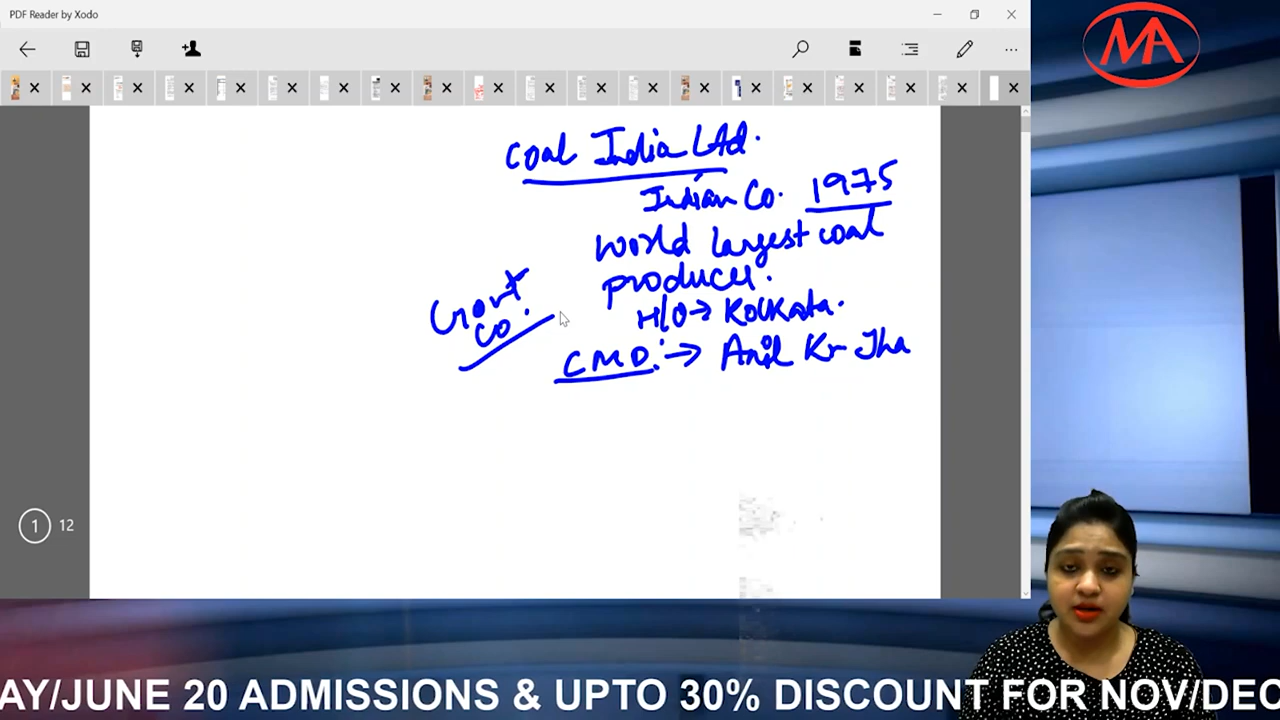 PDF Reader by Xodo
MA
Coal India Ltd.
Indian Co. 1975
World largest coal
producer.
H/O → Kolkata.
Govt
Co.
CMD. → Anil Kr Jha
1 12
AY/JUNE 20 ADMISSIONS & UPTO 30% DISCOUNT FOR NOV/DEC